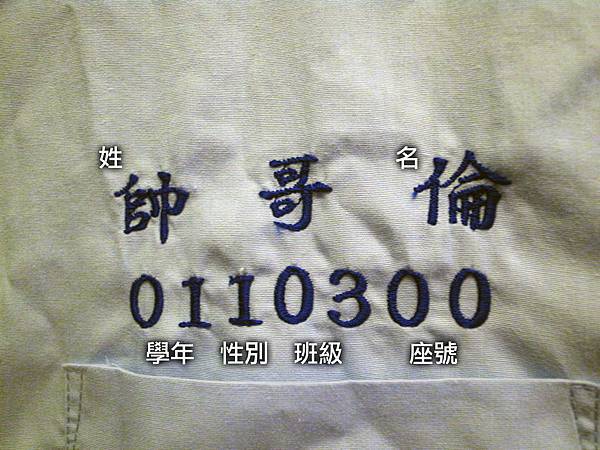 姓 名
帥哥倫
0110300
學年 性別 班級 座號